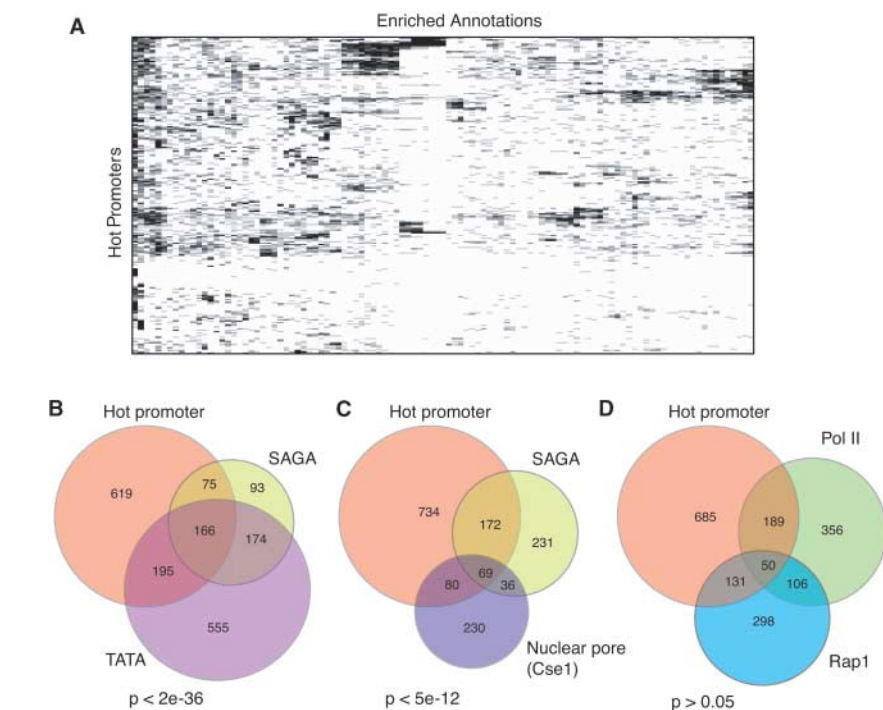 A
Enriched Annotations
Hot Promoters
B
Hot promoter
SAGA
619
75
93
166
174
195
555
TATA
p < 2e-36
C
Hot promoter
SAGA
734
172
231
69
80
36
230
Nuclear pore
(Cse1)
p < 5e-12
D
Hot promoter
Pol II
685
189
356
50
131
106
298
Rap1
p > 0.05